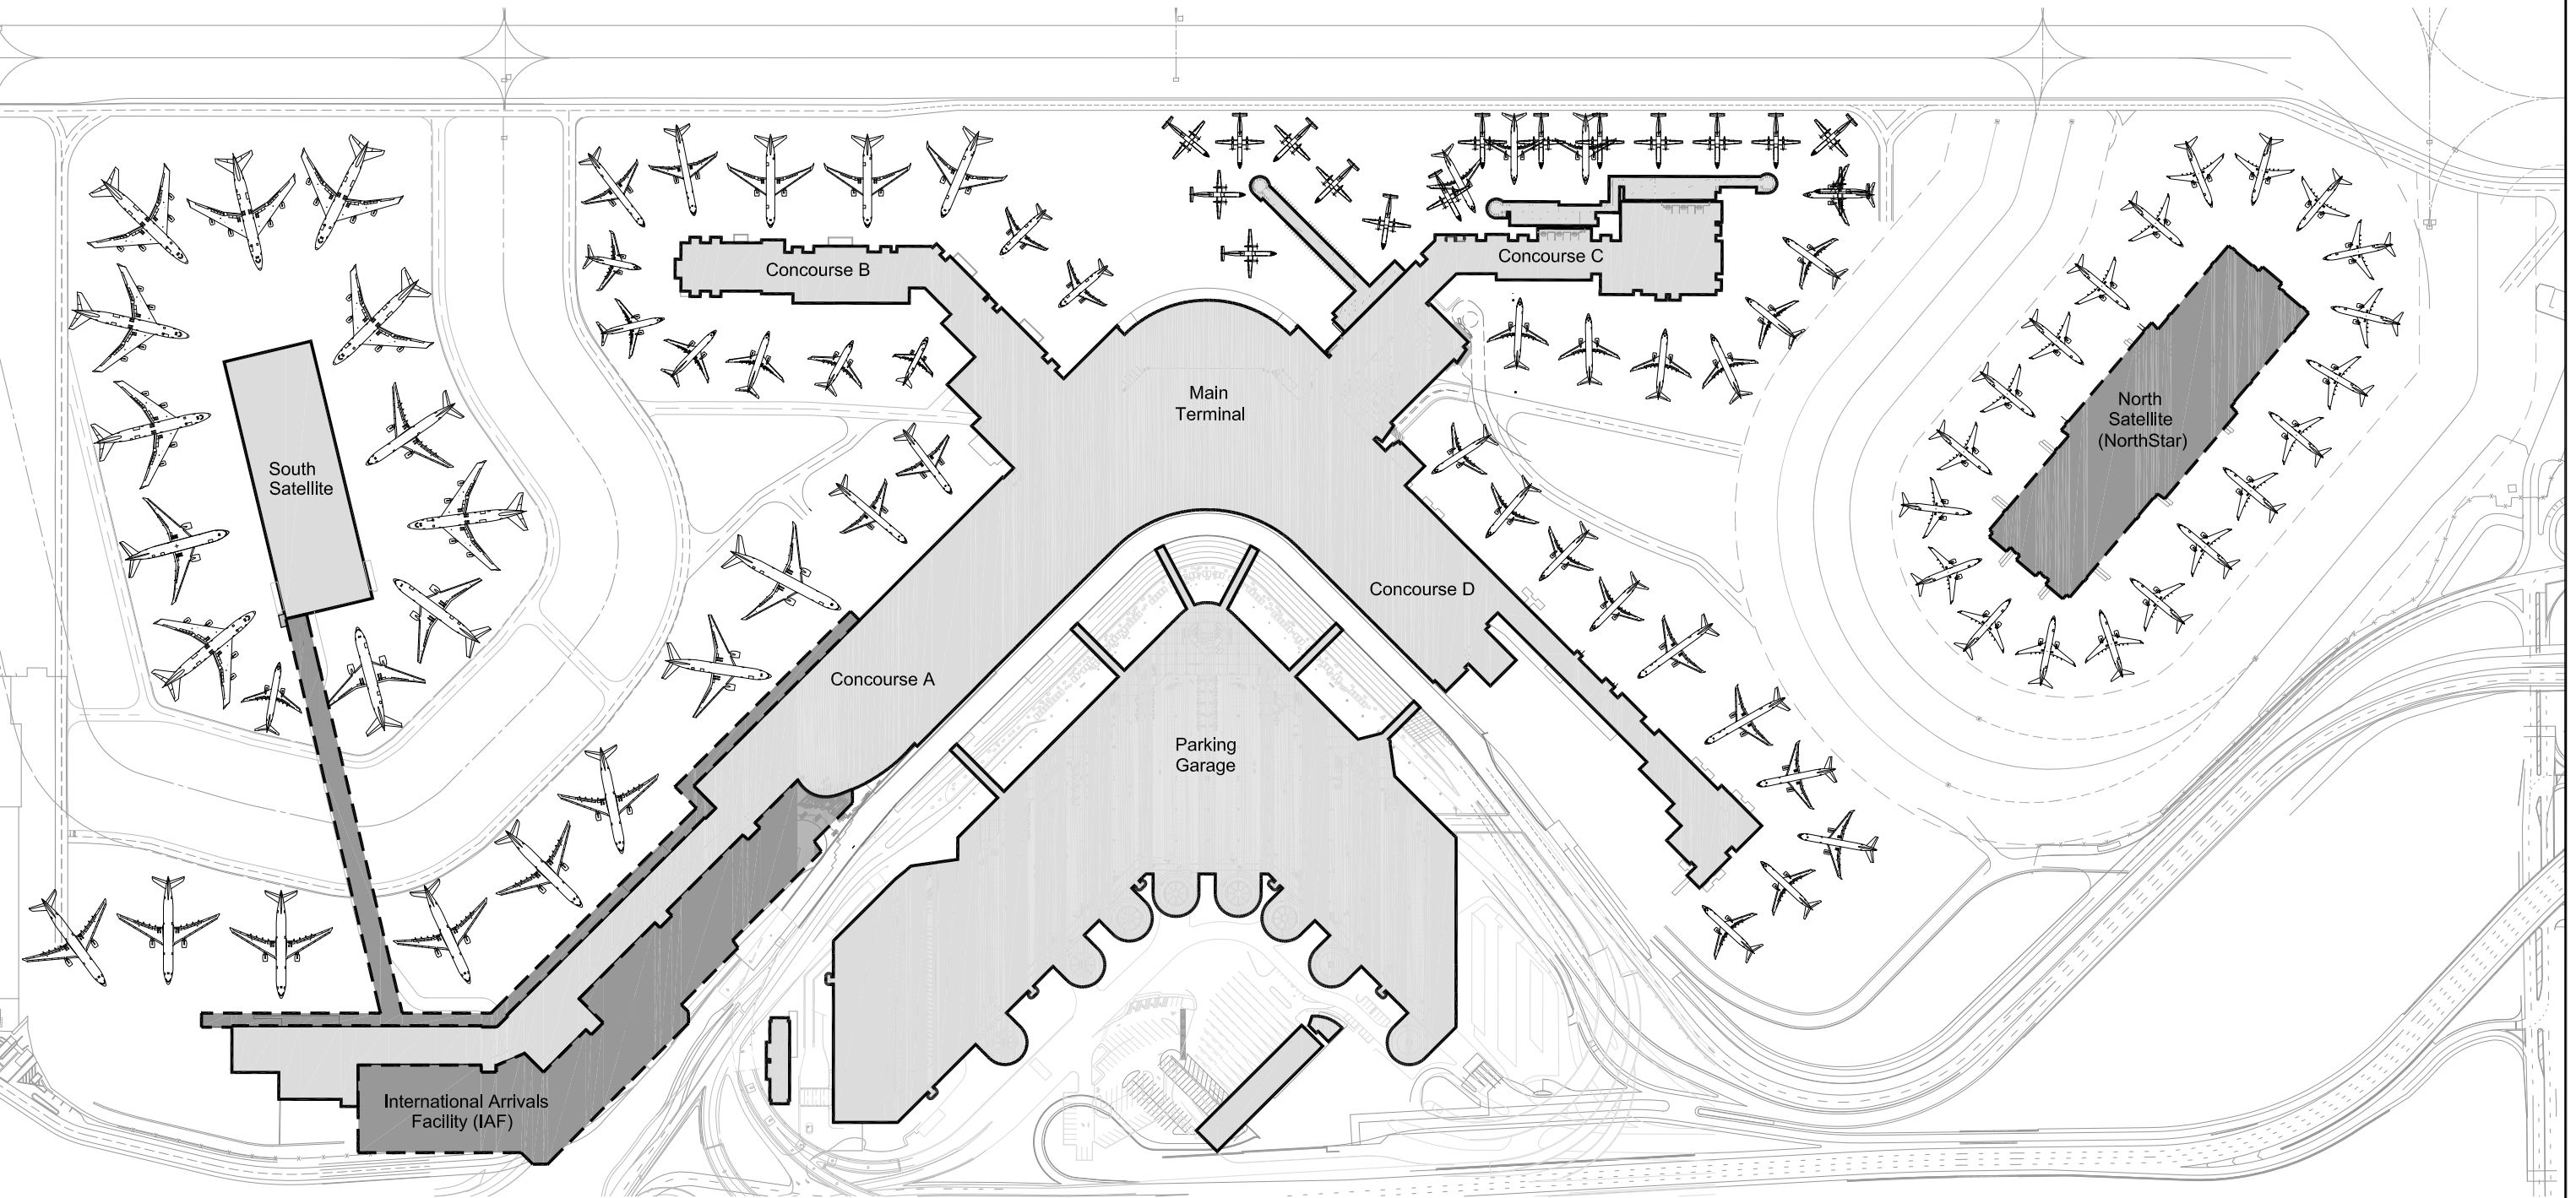 Concourse B
Concourse C
Main
Terminal
North
Satellite
(NorthStar)
South
Satellite
Concourse D
Concourse A
Parking
Garage
International Arrivals
Facility (IAF)